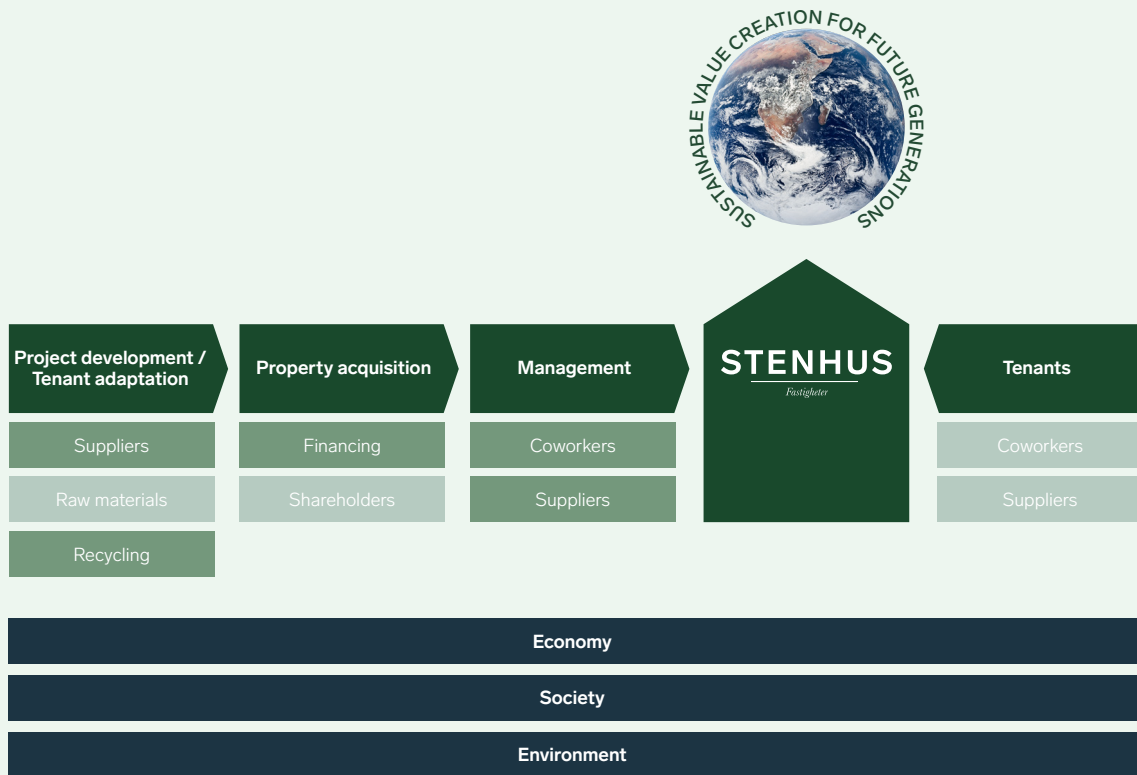 SUSTAINABLE VALUE CREATION FOR FUTURE GENERATIONS
Project development /
Tenant adaptation
Property acquisition
Management
STENHUS
Fastigheter
Tenants
Suppliers
Financing
Coworkers
Coworkers
Raw materials
Shareholders
Suppliers
Suppliers
Recycling
Economy
Society
Environment